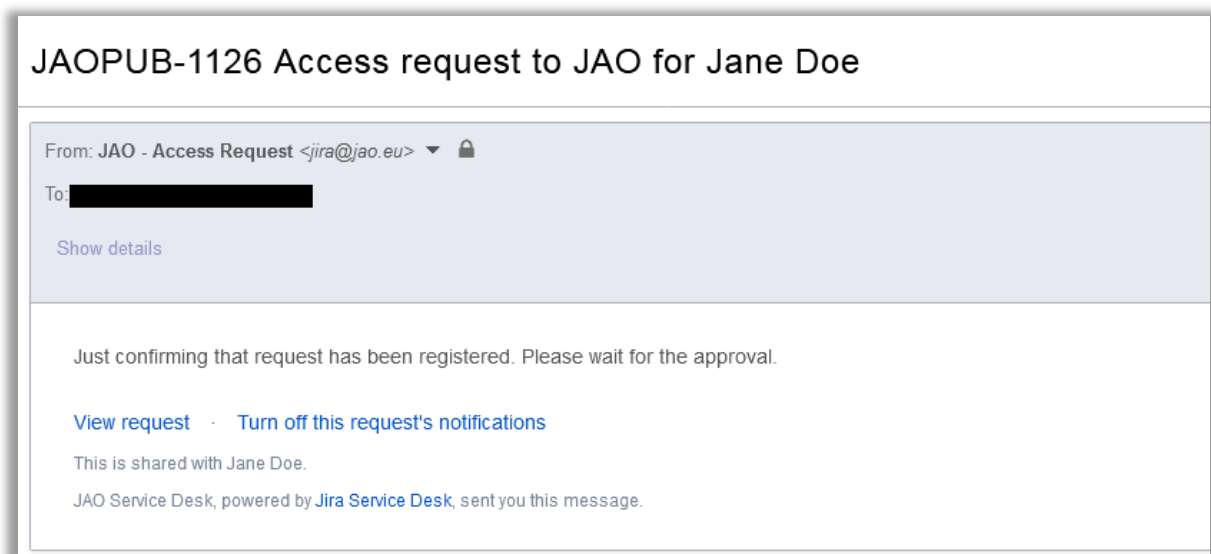 JAOPUB-1126 Access request to JAO for Jane Doe
From: JAO - Access Request <jira@jao.eu>
To:
Show details
Just confirming that request has been registered. Please wait for the approval.
View request · Turn off this request's notifications
This is shared with Jane Doe.
JAO Service Desk, powered by Jira Service Desk, sent you this message.